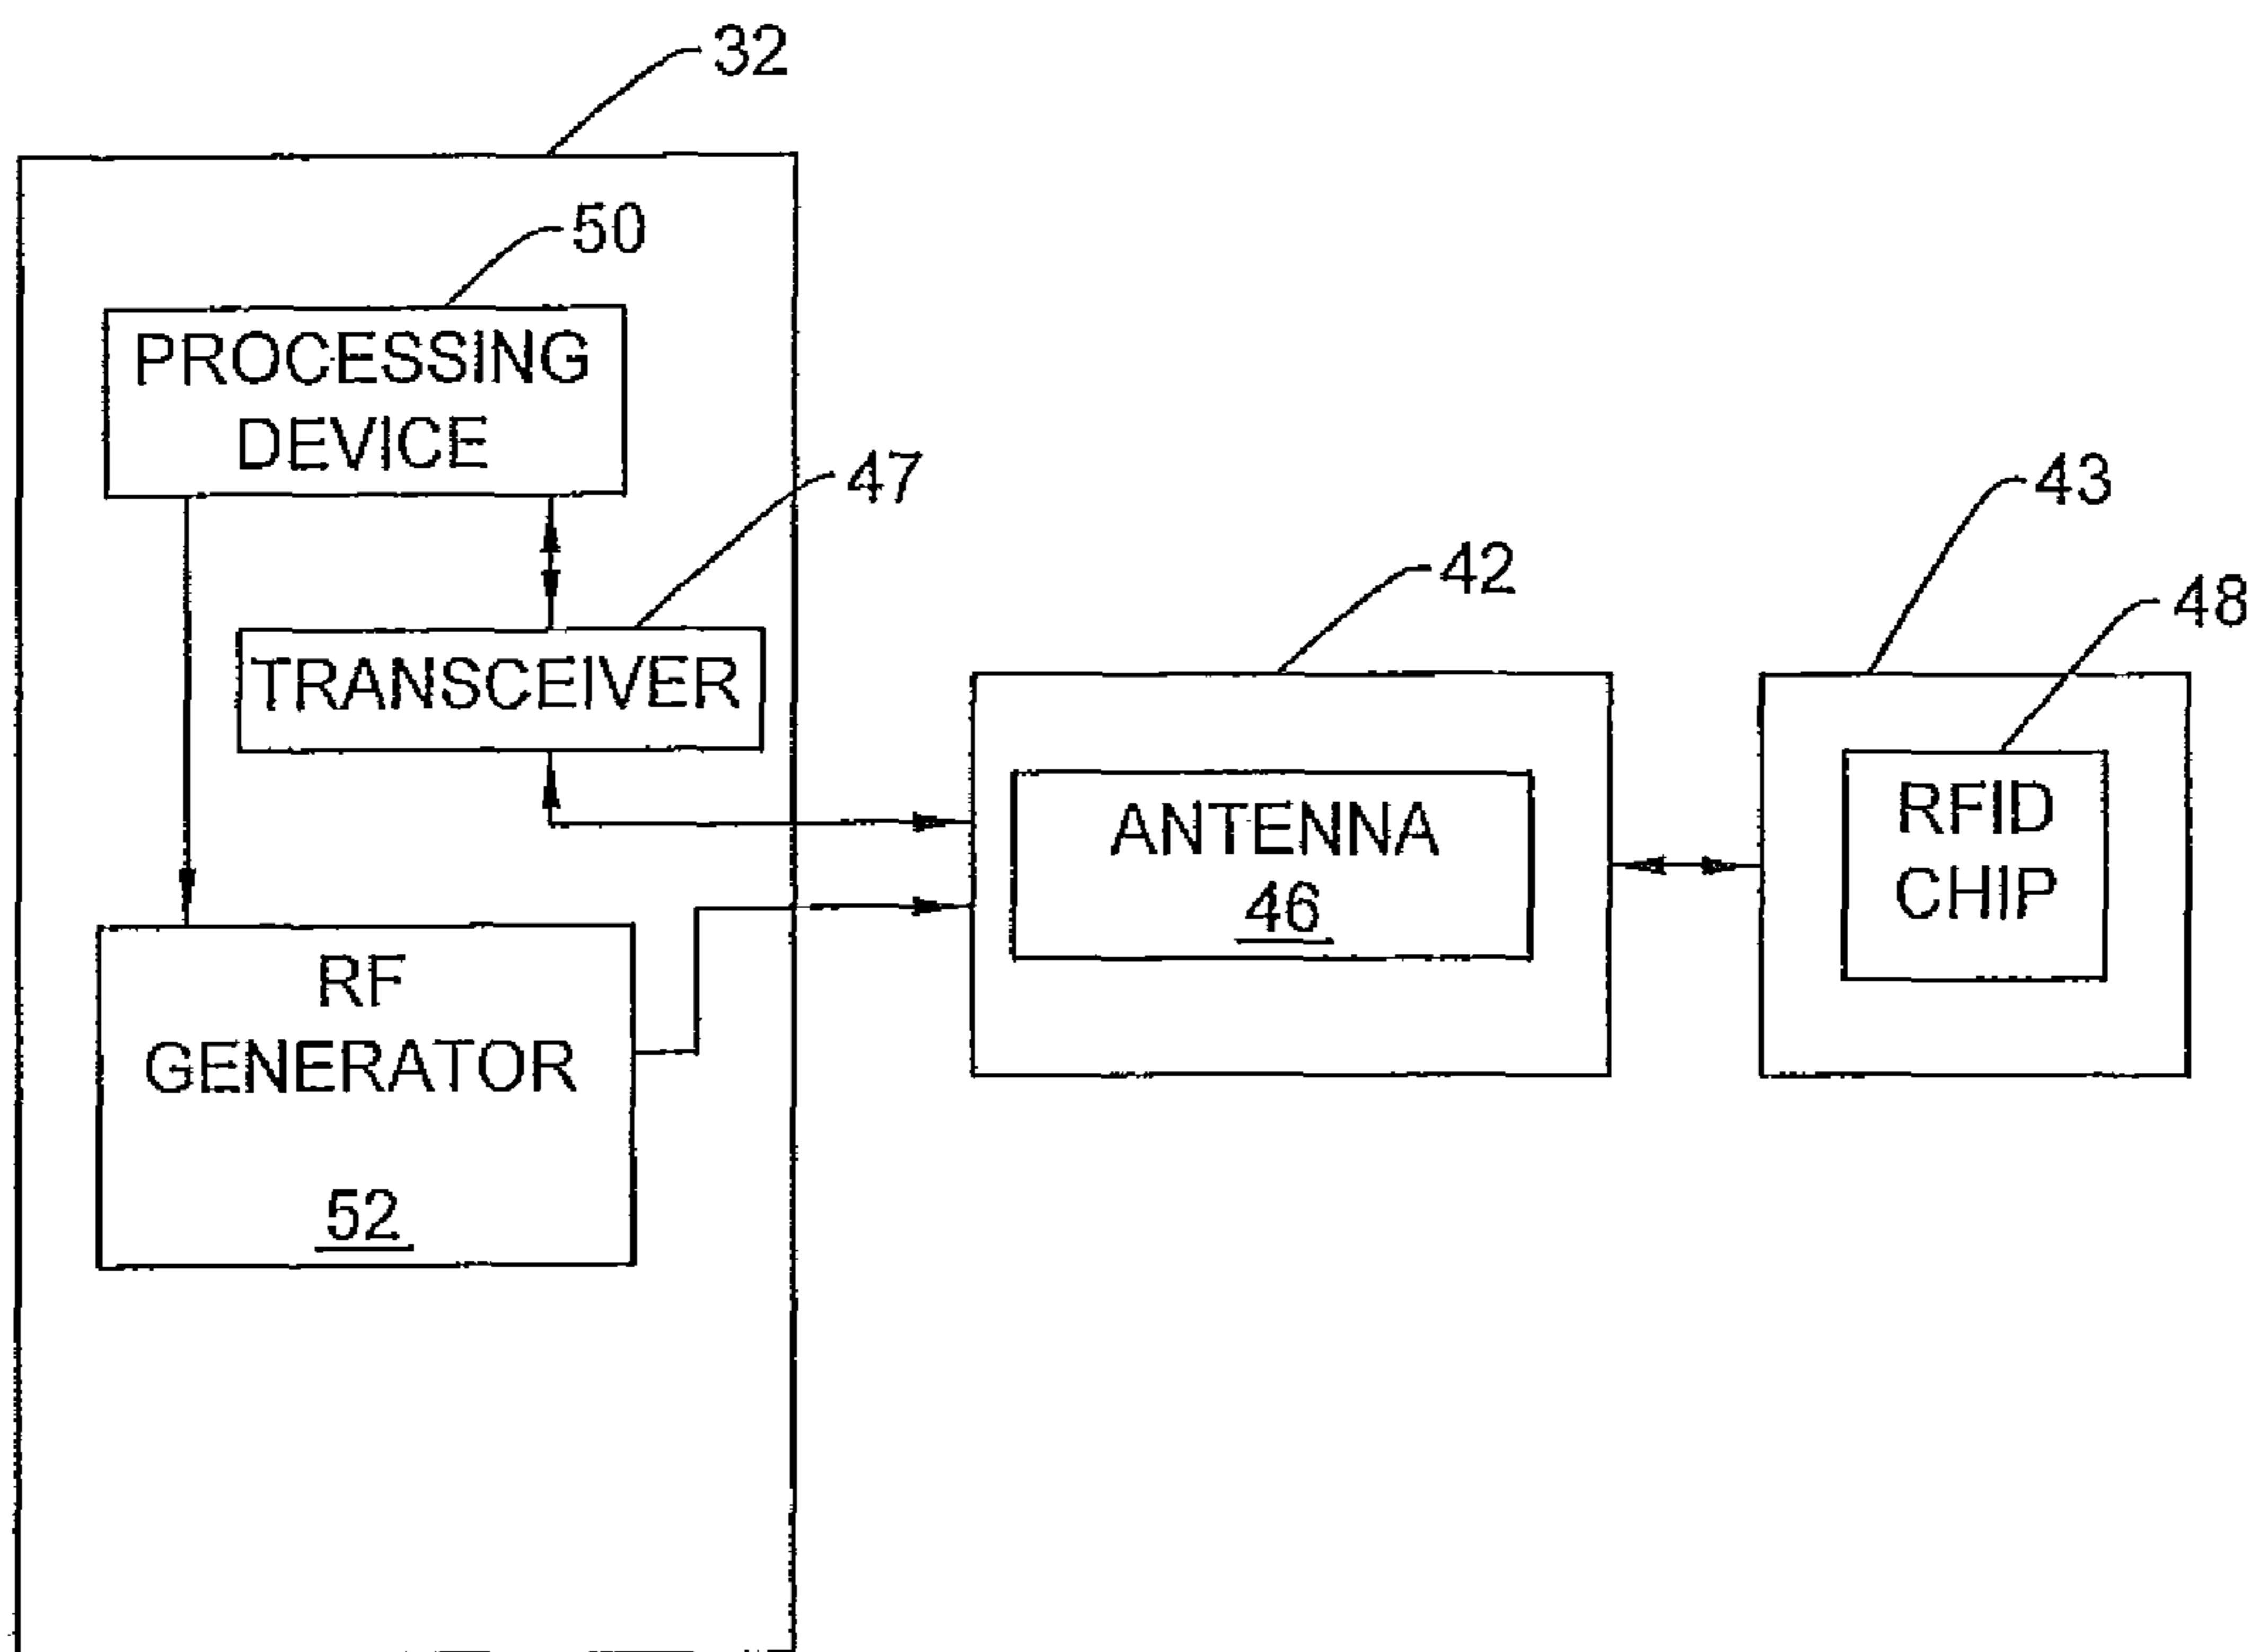 32
50
PROCESSING
DEVICE
47
TRANSCEIVER
RF
GENERATOR
52
42
ANTENNA
46
43
48
RFID
CHIP